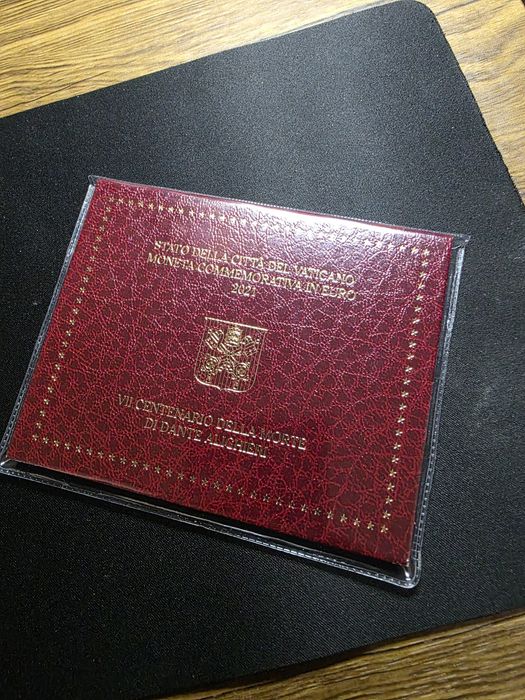 STATO DELLA CITTÀ DEL VATICANO
MONETA COMMEMORATIVA IN EURO
2021
VII CENTENARIO DELLA MORTE
DI DANTE ALIGHIERI